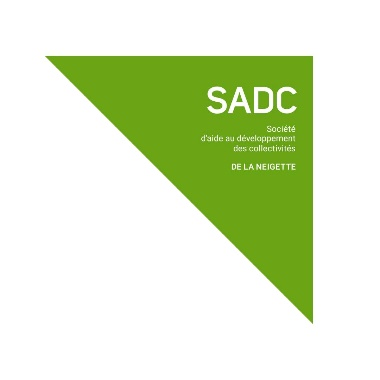 SADC
Société
d'aide au développement
des collectivités
DE LA NEIGETTE